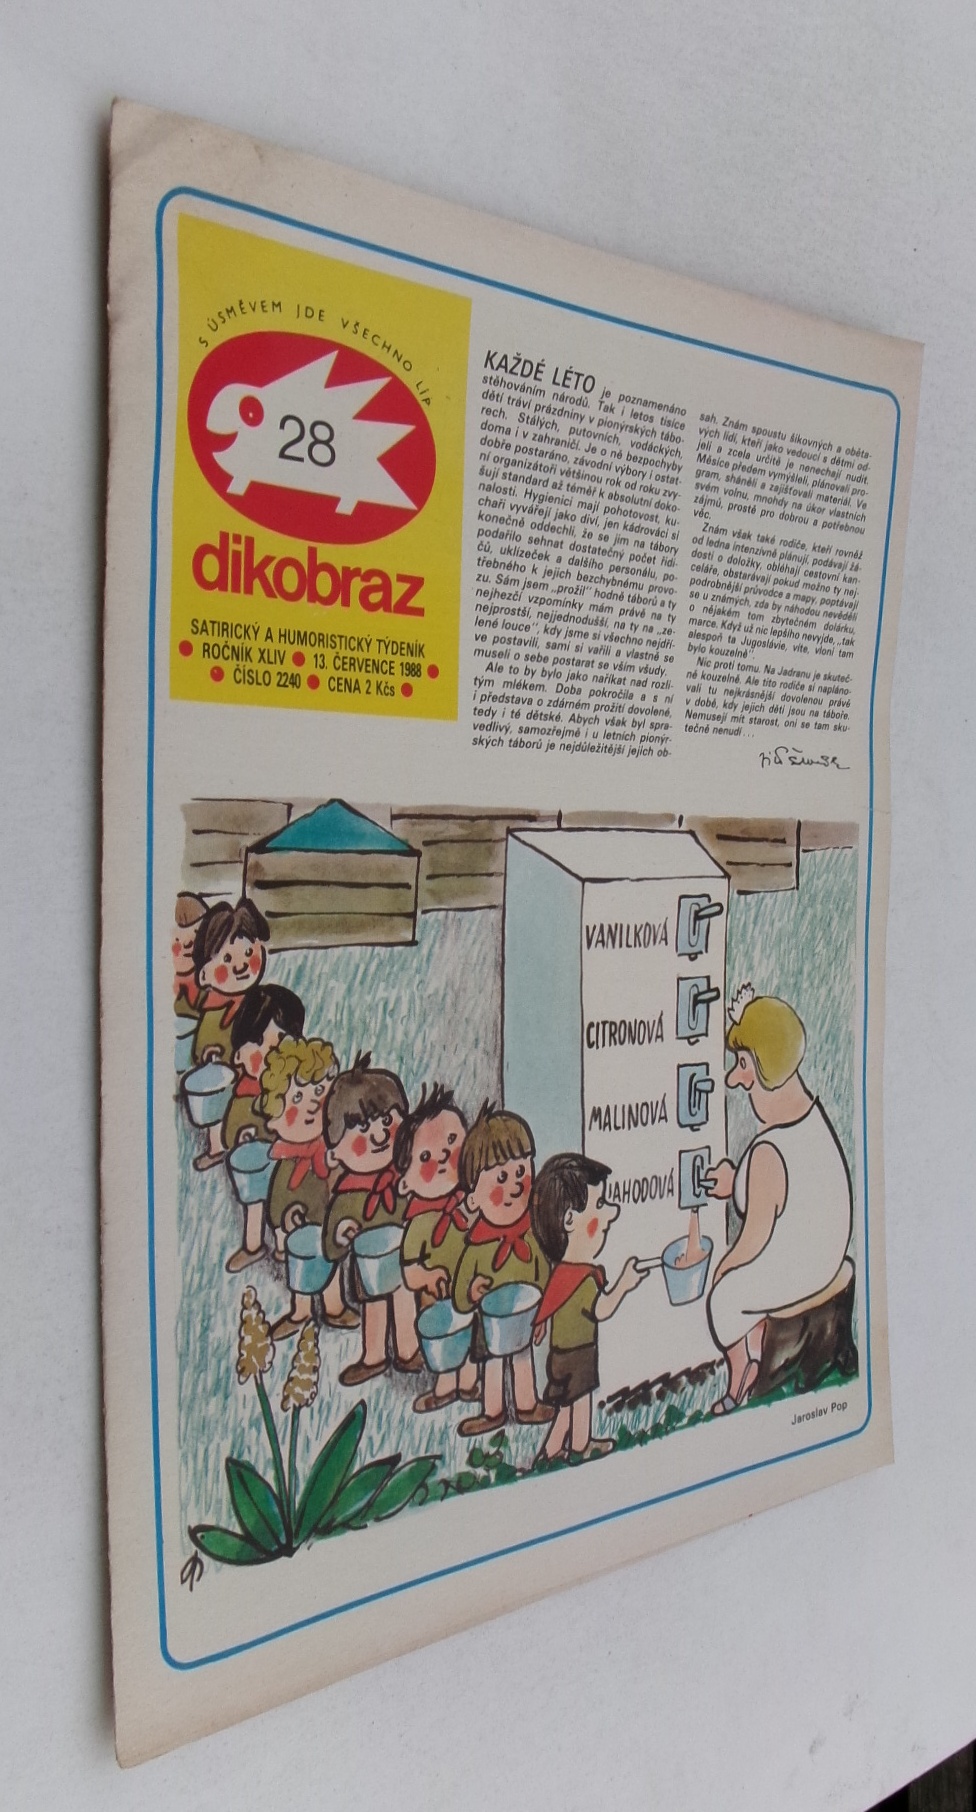 S ÚSMĚVEM JDE VŠECHNO LÍP
28
dikobraz
SATIRICKÝ A HUMORISTICKÝ TÝDENÍK
● ROČNÍK XLIV ● 13. ČERVENCE 1988 ●
● ČÍSLO 2240 ● CENA 2 Kčs ●
KAŽDÉ LÉTO je poznamenáno
stěhováním národů. Tak i letos tisíce
dětí tráví prázdniny v pionýrských tábo-
rech. Stálých, putovních, vodáckých,
doma i v zahraničí. Je o ně bezpochyby
dobře postaráno, závodní výbory i ostat-
ní organizátoři většinou rok od roku zvy-
šují standard až téměř k absolutní doko-
nalosti. Hygienici mají pohotovost, ku-
chaři vyvářejí jako diví, jen kádrováci si
konečně oddechli, že se jim na tábory
podařilo sehnat dostatečný počet řidi-
čů, uklízeček a dalšího personálu, po-
třebného k jejich bezchybnému provo-
zu. Sám jsem „prožil" hodně táborů a ty
nejhezčí vzpomínky mám právě na ty
nejprostší, nejjednodušší, na ty na „ze-
lené louce", kdy jsme si všechno nejdří-
ve postavili, sami si vařili a vlastně se
museli o sebe postarat se vším všudy.
Ale to by bylo jako naříkat nad rozli-
tým mlékem. Doba pokročila a s ní
i představa o zdárném prožití dovolené,
tedy i té dětské. Abych však byl spra-
vedlivý, samozřejmě i u letních pionýr-
ských táborů je nejdůležitější jejich ob-
sah. Znám spoustu šikovných a oběta-
vých lidí, kteří jako vedoucí s dětmi od-
jeli a zcela určitě je nenechají nudit.
Měsíce předem vymýšleli, plánovali pro-
gram, sháněli a zajišťovali materiál. Ve
svém volnu, mnohdy na úkor vlastních
zájmů, prostě pro dobrou a potřebnou
věc.
Znám však také rodiče, kteří rovněž
od ledna intenzívně plánují, podávají žá-
dosti o doložky, obléhají cestovní kan-
celáře, obstarávají pokud možno ty nej-
podrobnější průvodce a mapy, poptávají
se u známých, zda by náhodou nevěděli
o nějakém tom zbytečném dolárku,
marce. Když už nic lepšího nevyjde, „tak
alespoň ta Jugoslávie, víte, vloni tam
bylo kouzelně".
Nic proti tomu. Na Jadranu je skuteč-
ně kouzelně. Ale tito rodiče si napláno-
vali tu nejkrásnější dovolenou právě
v době, kdy jejich děti jsou na táboře.
Nemusejí mít starost, oni se tam sku-
tečně nenudí...
VANILKOVÁ
CITRONOVÁ
MALINOVÁ
JAHODOVÁ
Jaroslav Pop